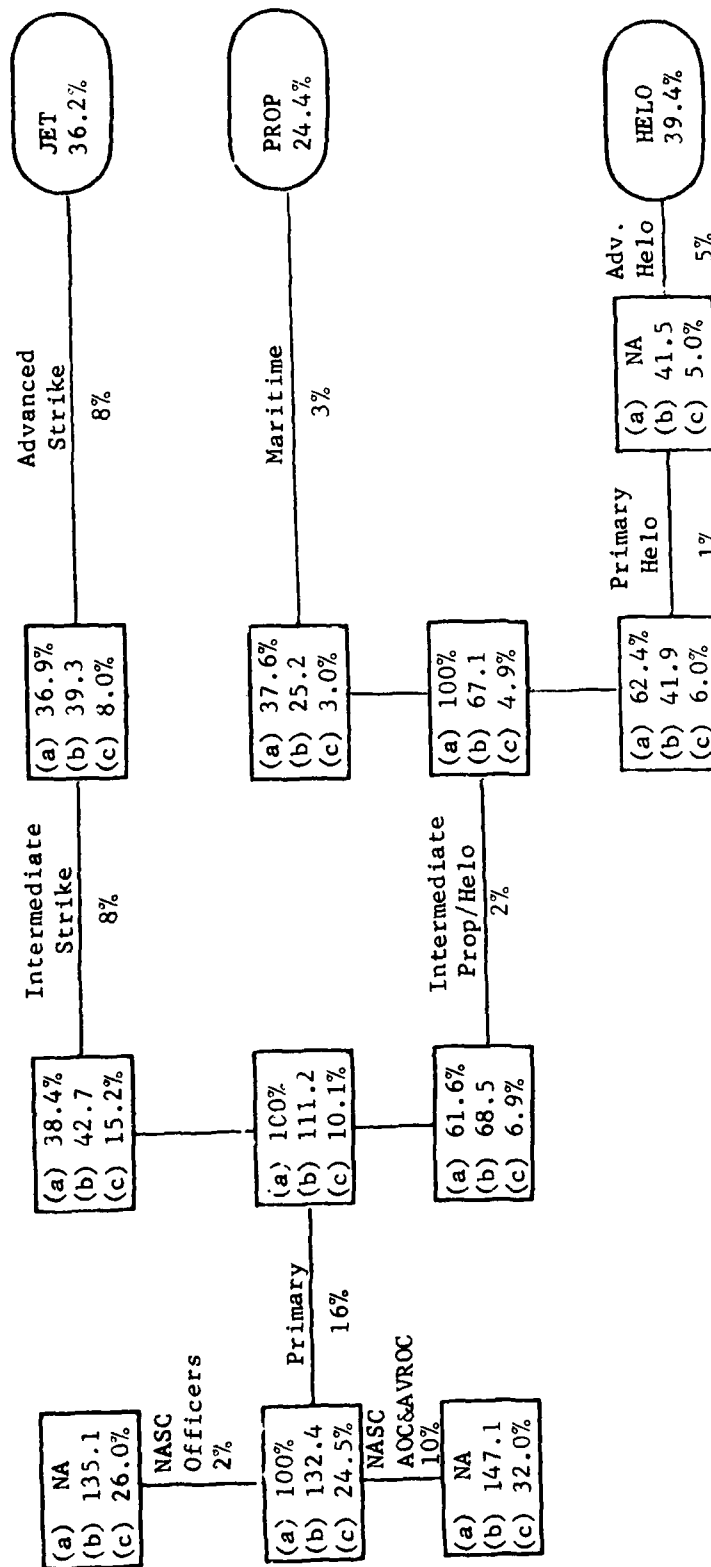 (a) NA
(b) 135.1
(c) 26.0%
NASC
Officers
2%
(a) 100%
(b) 132.4
(c) 24.5%
NASC
AOC&AVROC
10%
(a) NA
(b) 147.1
(c) 32.0%
Primary
16%
(a) 38.4%
(b) 42.7
(c) 15.2%
(a) 1C0%
(b) 111.2
(c) 10.1%
(a) 61.6%
(b) 68.5
(c) 6.9%
Intermediate
Strike
8%
Intermediate
Prop/Helo
2%
(a) 36.9%
(b) 39.3
(c) 8.0%
(a) 37.6%
(b) 25.2
(c) 3.0%
(a) 100%
(b) 67.1
(c) 4.9%
(a) 62.4%
(b) 41.9
(c) 6.0%
Advanced
Strike
8%
Maritime
3%
Primary
Helo
1%
(a) NA
(b) 41.5
(c) 5.0%
Adv.
Helo
5%
JET
36.2%
PROP
24.4%
HELO
39.4%